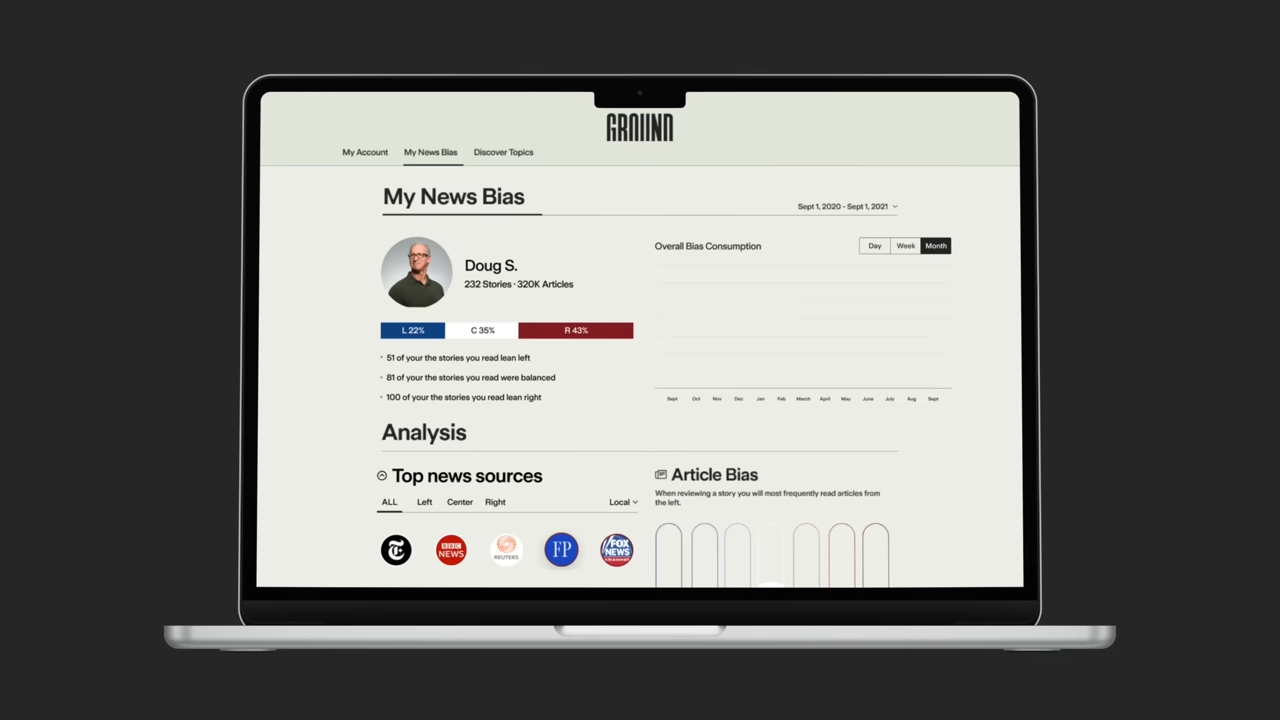 GROUND
My Account My News Bias Discover Topics
My News Bias
Sept 1, 2020 - Sept 1, 2021
Doug S.
232 Stories · 320K Articles
L 22% C 35% R 43%
· 51 of your the stories you read lean left
· 81 of your the stories you read were balanced
· 100 of your the stories you read lean right
Overall Bias Consumption
Day Week Month
Sept Oct Nov Dec Jan Feb March April May June July Aug Sept
Analysis
Top news sources
ALL Left Center Right Local
T
BBC
NEWS
REUTERS
FP
FOX
NEWS
channel
Article Bias
When reviewing a story you will most frequently read articles from
the left.